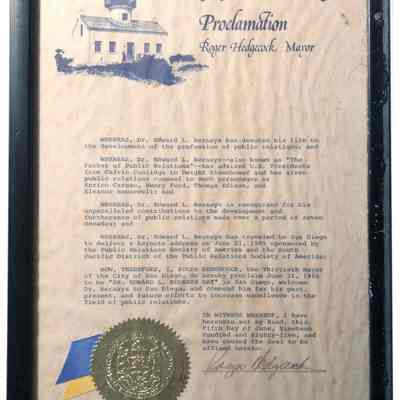 Proclamation
Roger Hedgecock, Mayor
WHEREAS, Dr. Edward L. Bernays has devoted his life to
the development of the profession of public relations; and
WHEREAS, Dr. Edward L. Bernays--also known as "The
Father of Public Relations"--has advised U.S. Presidents
from Calvin Coolidge to Dwight Eisenhower and has given
public relations counsel to such prominents as
Enrico Caruso, Henry Ford, Thomas Edison, and
Eleanor Roosevelt; and
WHEREAS, Dr. Edward L. Bernays is recognized for his
unparalleled contributions to the development and
furtherance of public relations made over a period of seven
decades; and
WHEREAS, Dr. Edward L. Bernays has traveled to San Diego
to deliver a keynote address on June 21, 1985 sponsored by
the Public Relations Society of America and the South
Pacific District of the Public Relations Society of America;
NOW, THEREFORE, I, ROGER HEDGECOCK, the Thirtieth Mayor
of the City of San Diego, do hereby proclaim June 21, 1985
to be "DR. EDWARD L. BERNAYS DAY" in San Diego, welcome
Dr. Bernays to San Diego, and commend him for his past,
present, and future efforts to increase excellence in the
field of public relations.
IN WITNESS WHEREOF, I have
hereunto set my hand, this
Fifth Day of June, Nineteen
Hundred and Eighty-five, and
have caused the Seal to be
affixed hereto:
Roger Hedgecock